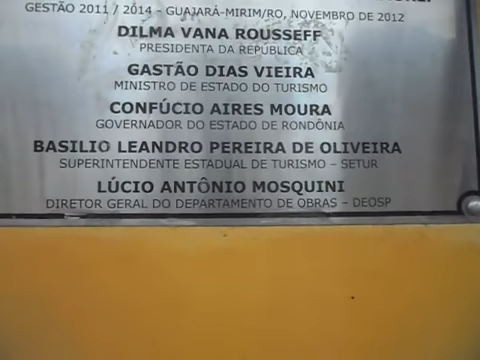 GESTÃO 2011 / 2014 - GUAJARÁ-MIRIM/RO, NOVEMBRO DE 2012
DILMA VANA ROUSSEFF
PRESIDENTA DA REPÚBLICA
GASTÃO DIAS VIEIRA
MINISTRO DE ESTADO DO TURISMO
CONFÚCIO AIRES MOURA
GOVERNADOR DO ESTADO DE RONDÔNIA
BASILIO LEANDRO PEREIRA DE OLIVEIRA
SUPERINTENDENTE ESTADUAL DE TURISMO – SETUR
LÚCIO ANTÔNIO MOSQUINI
DIRETOR GERAL DO DEPARTAMENTO DE OBRAS – DEOSP